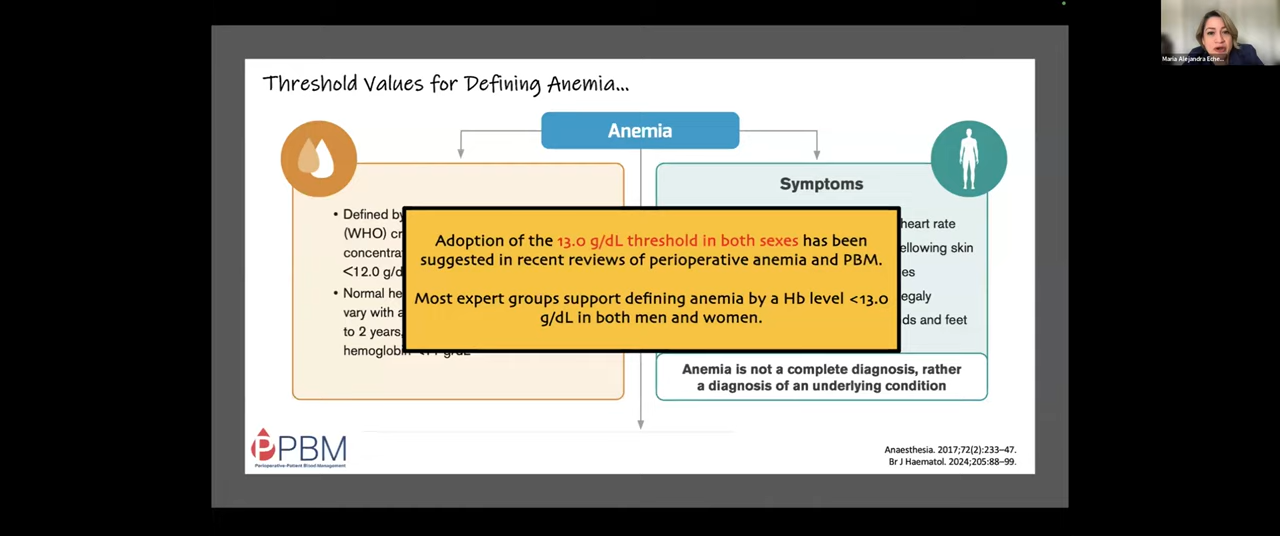 Maria Alejandra Eche...
Threshold Values for Defining Anemia...
Anemia
Symptoms
• Defined by
(WHO) cr
concentra
<12.0 g/d
• Normal he
vary with a
to 2 years,
hemoglobin
heart rate
ellowing skin
es
egaly
ds and feet
Adoption of the 13.0 g/dL threshold in both sexes has been
suggested in recent reviews of perioperative anemia and PBM.
Most expert groups support defining anemia by a Hb level <13.0
g/dL in both men and women.
Anemia is not a complete diagnosis, rather
a diagnosis of an underlying condition
PBM
Perioperative-Patient Blood Management
Anaesthesia. 2017;72(2):233–47.
Br J Haematol. 2024;205:88–99.